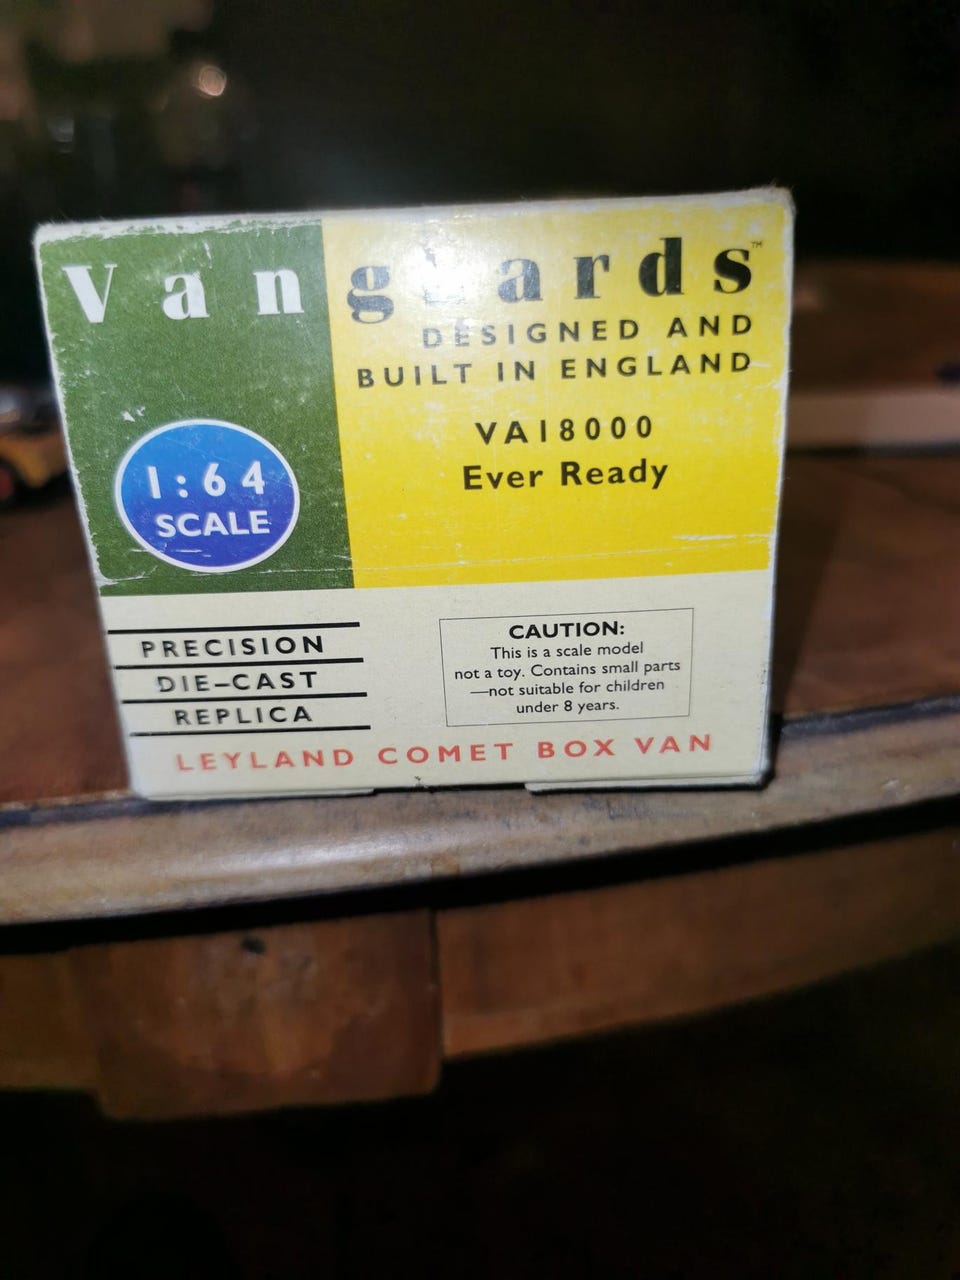 Vanguards™
DESIGNED AND
BUILT IN ENGLAND
VA18000
Ever Ready
1:64
SCALE
PRECISION
DIE-CAST
REPLICA
CAUTION:
This is a scale model
not a toy. Contains small parts
—not suitable for children
under 8 years.
LEYLAND COMET BOX VAN